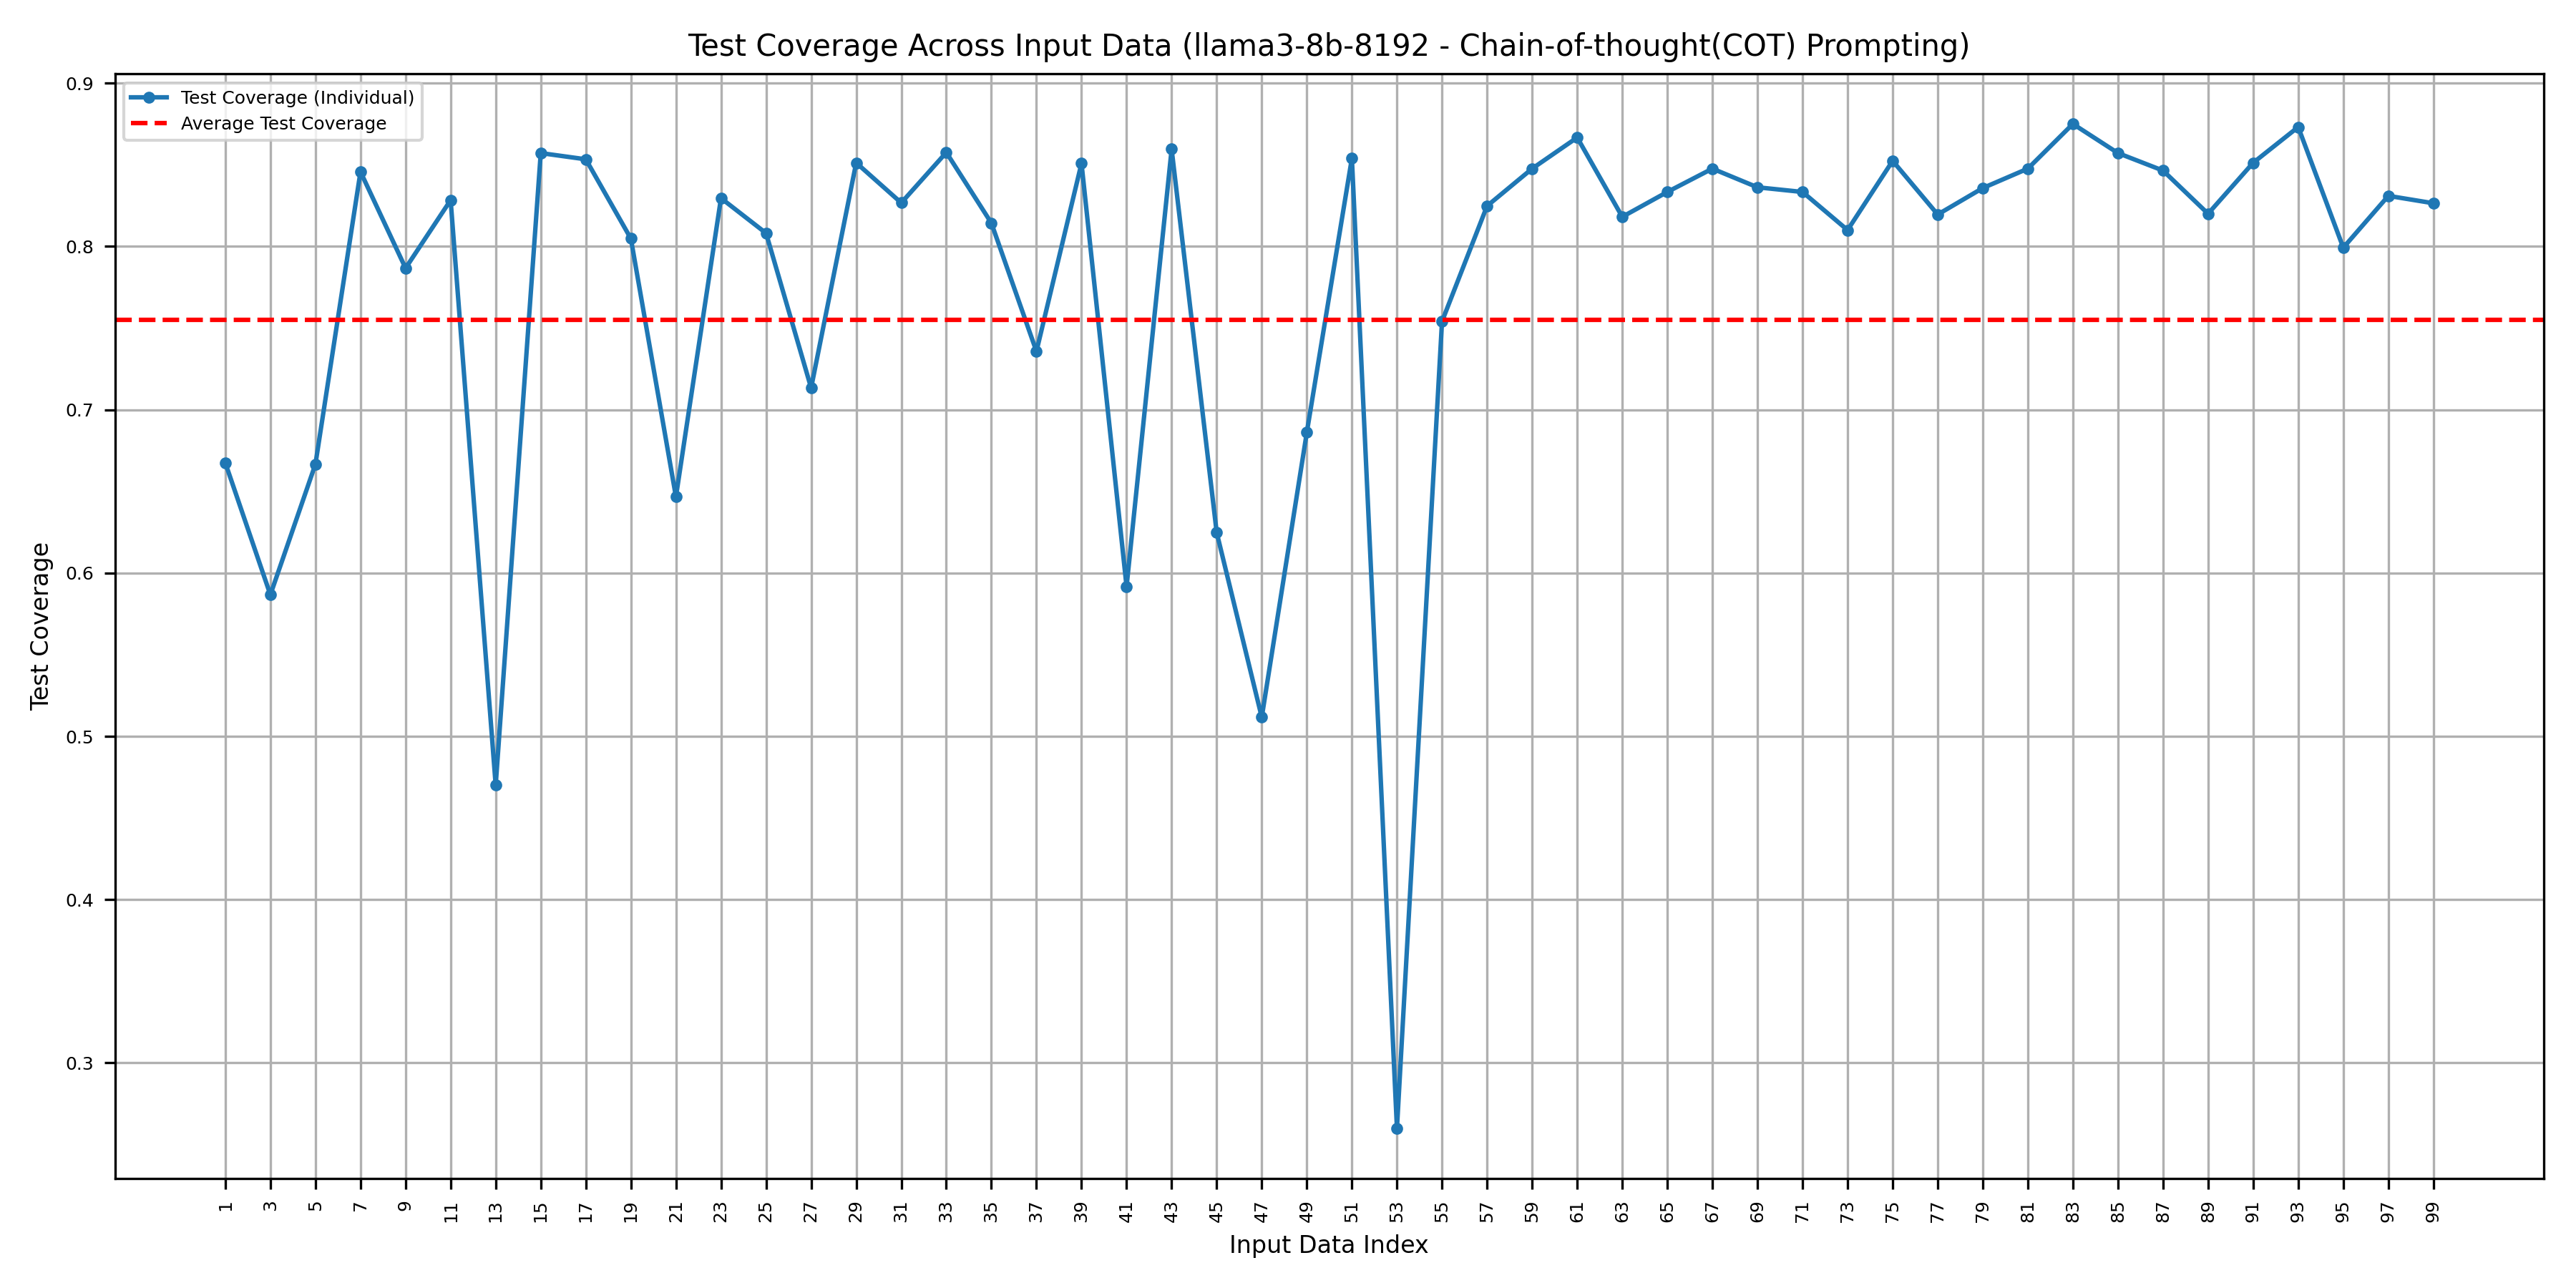 Test Coverage Across Input Data (llama3-8b-8192 - Chain-of-thought(COT) Prompting)
Test Coverage (Individual)
Average Test Coverage
Test Coverage
0.9
0.8
0.7
0.6
0.5
0.4
0.3
1 3 5 7 9 11 13 15 17 19 21 23 25 27 29 31 33 35 37 39 41 43 45 47 49 51 53 55 57 59 61 63 65 67 69 71 73 75 77 79 81 83 85 87 89 91 93 95 97 99
Input Data Index